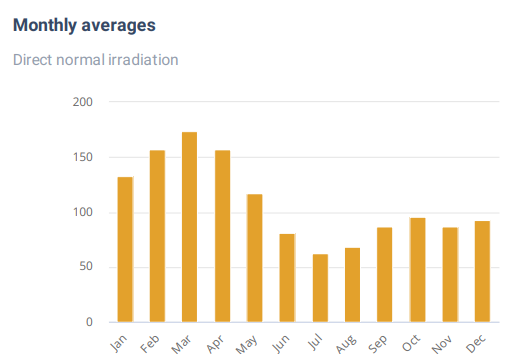 Monthly averages
Direct normal irradiation
200
150
100
50
0
Jan Feb Mar Apr May Jun Jul Aug Sep Oct Nov Dec